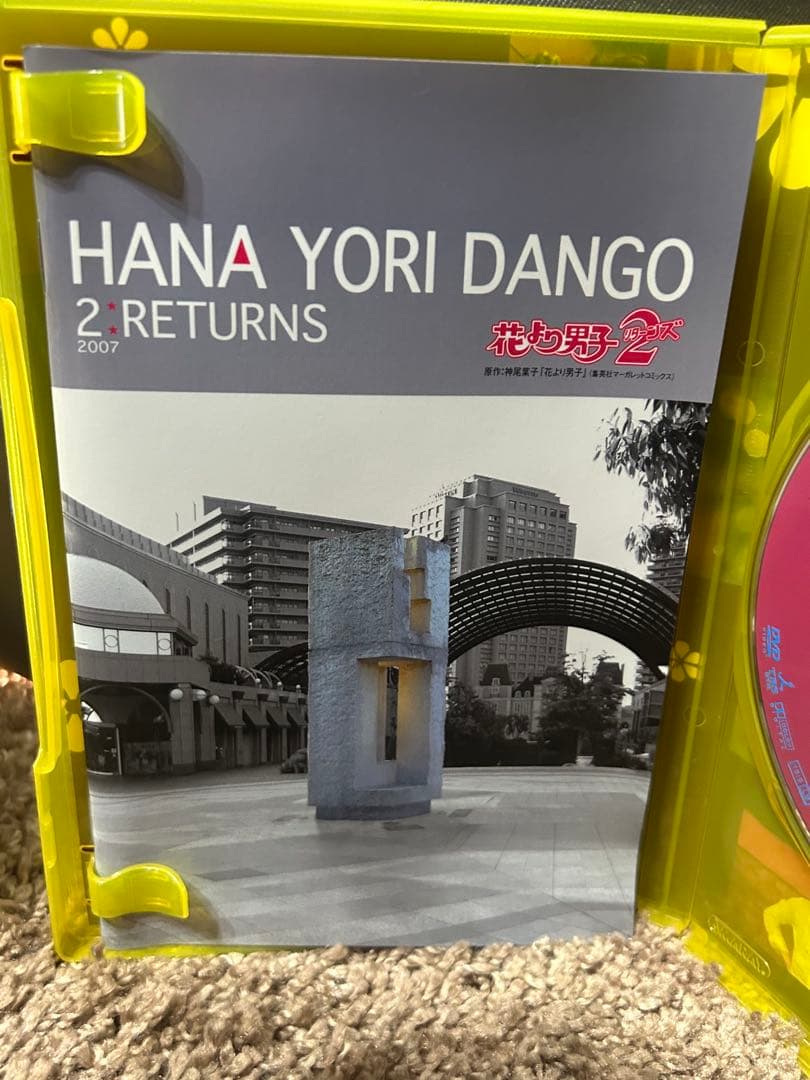 HANA YORI DANGO
2:RETURNS
2007
花より男子2
リターンズ
原作:神尾葉子「花より男子」(集英社マーガレットコミックス)
DVD
VIDEO